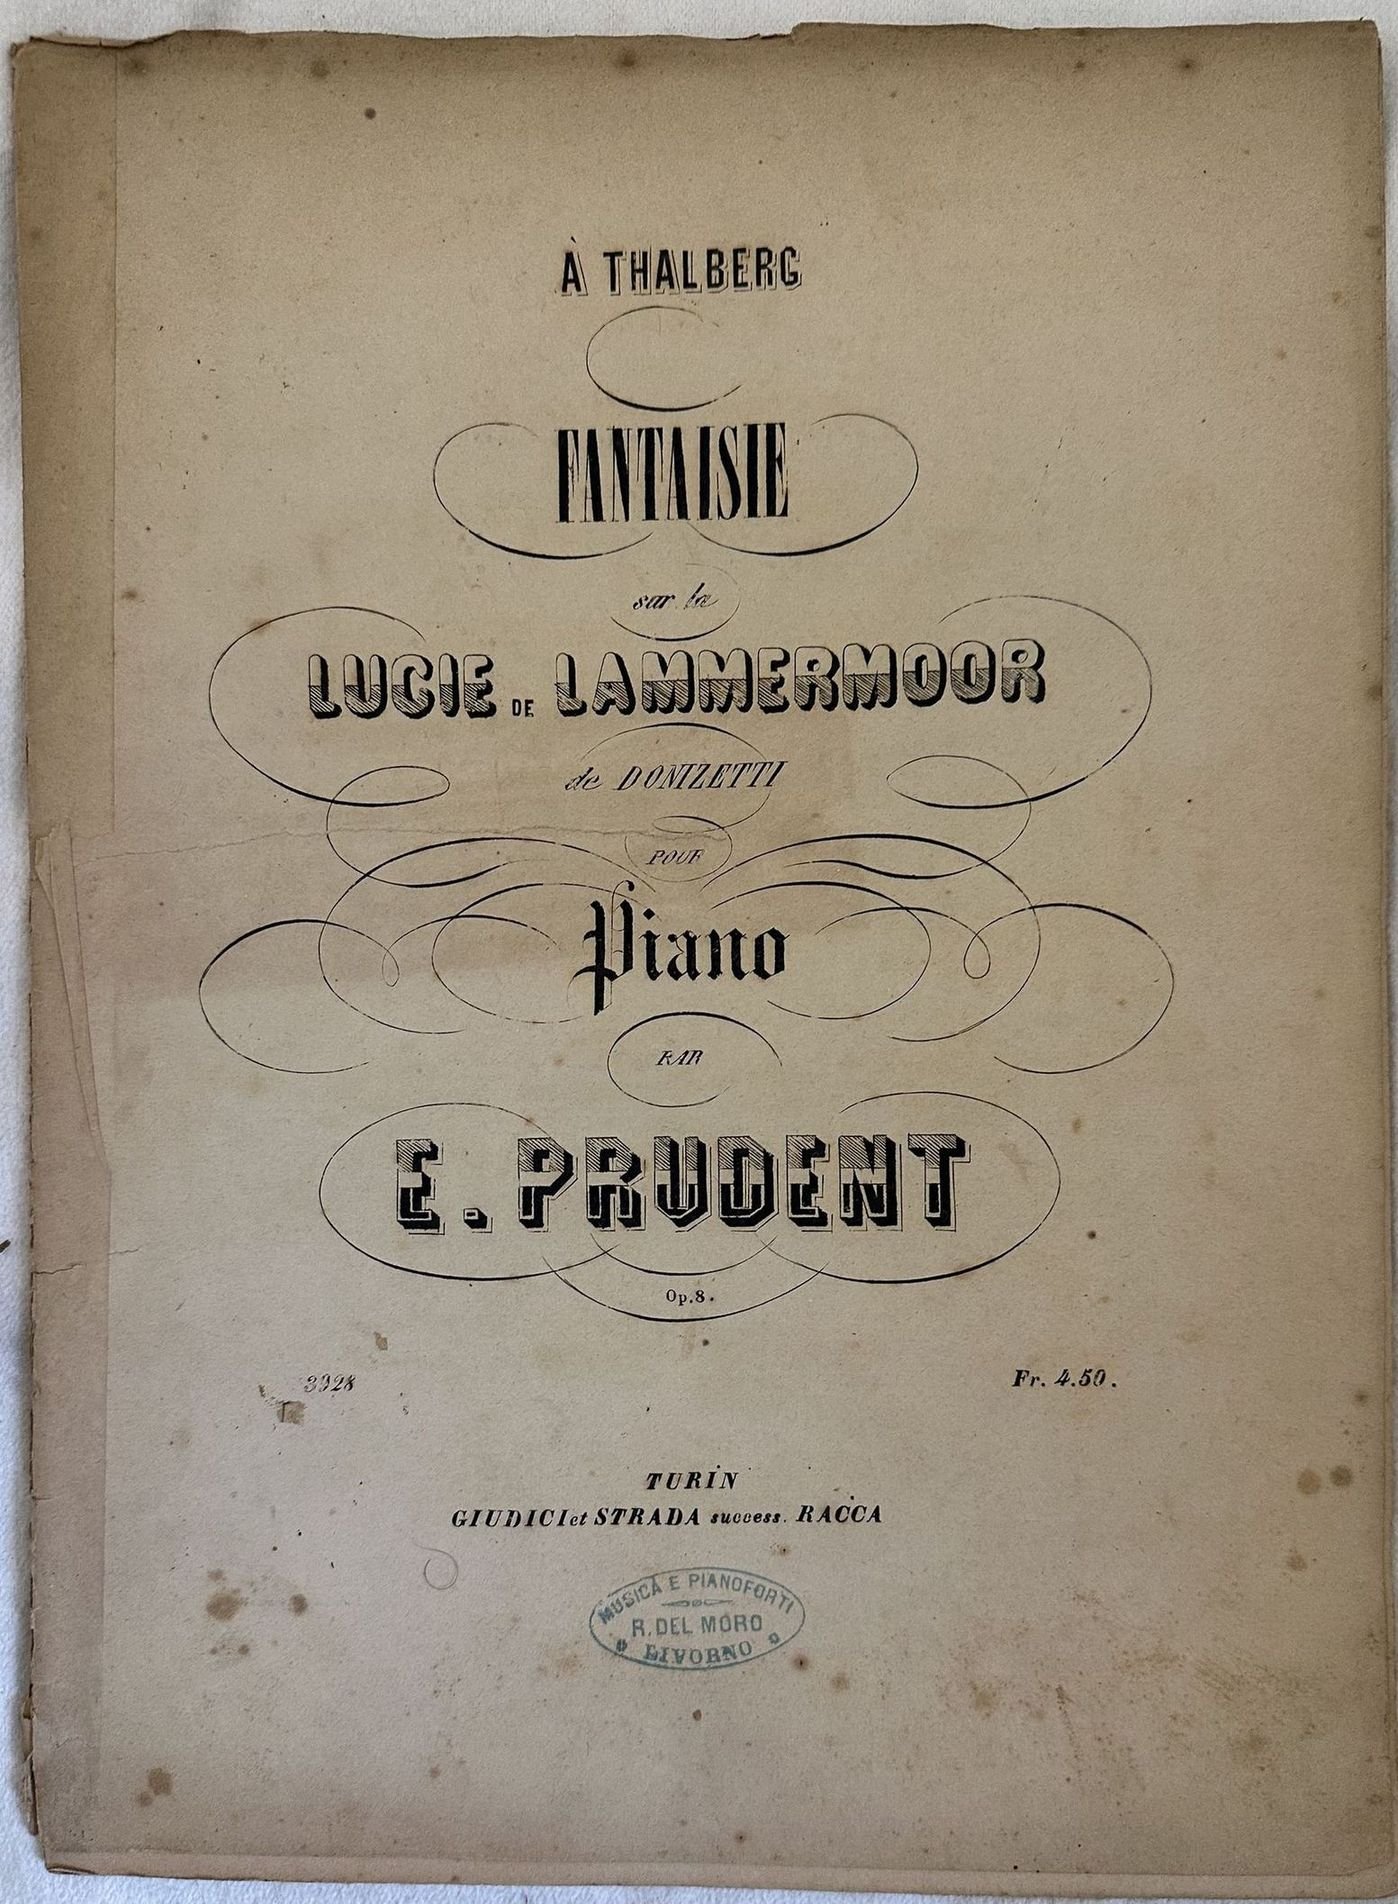 À THALBERG
FANTAISIE
sur la
LUCIE DE LAMMERMOOR
de DONIZETTI
POUR
Piano
PAR
E. PRUDENT
Op.8.
3928
Fr. 4.50.
TURIN
GIUDICI et STRADA success. RACCA
MUSICA E PIANOFORTI
R. DEL MORO
LIVORNO